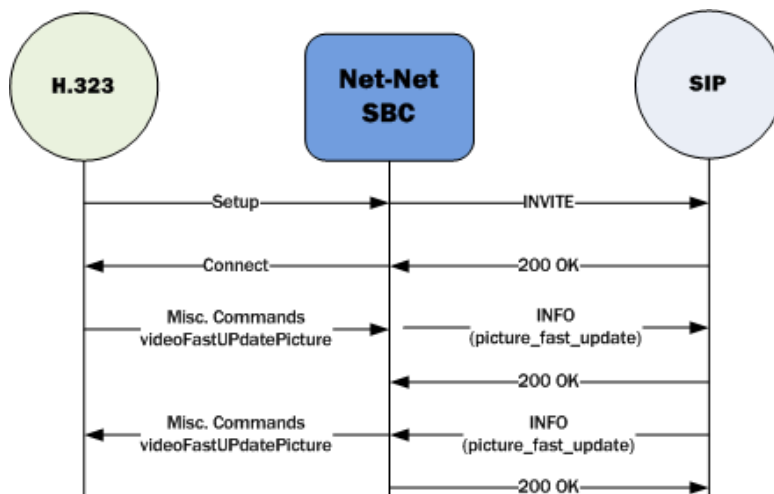 H.323
Net-Net
SBC
SIP
Setup
INVITE
Connect
200 OK
Misc. Commands
videoFastUPdatePicture
INFO
(picture_fast_update)
200 OK
Misc. Commands
videoFastUPdatePicture
INFO
(picture_fast_update)
200 OK